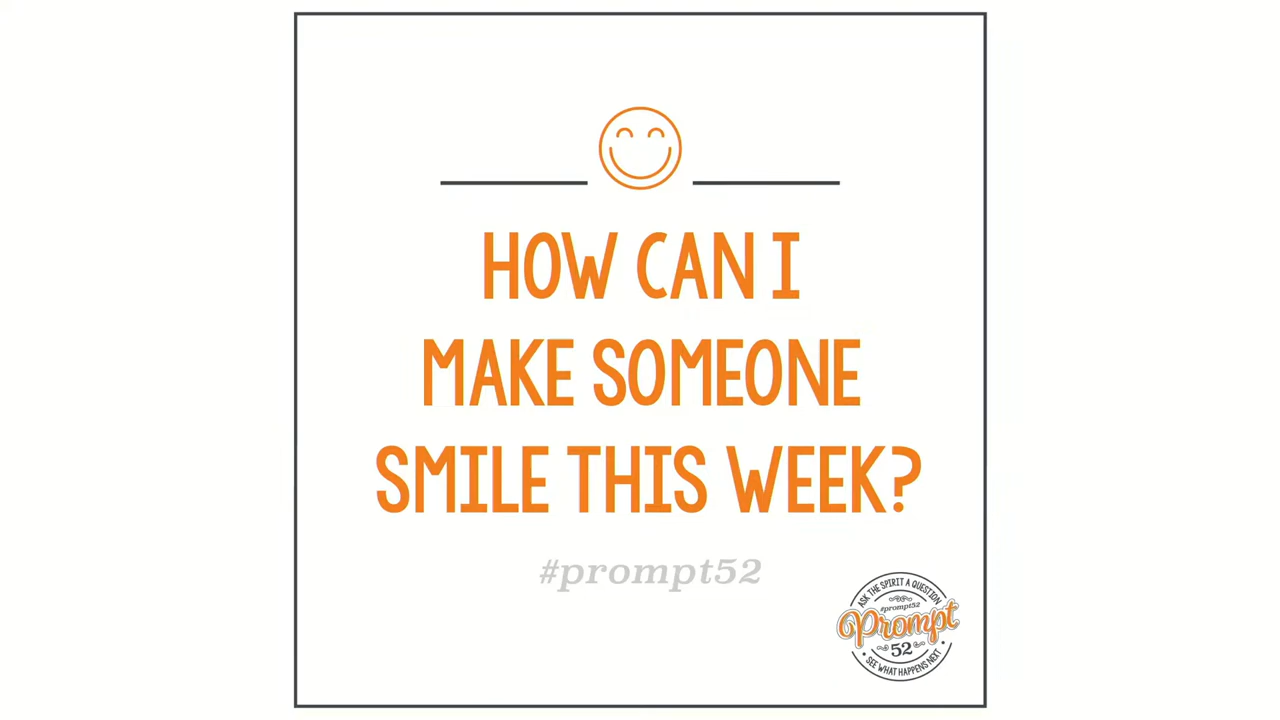 HOW CAN I
MAKE SOMEONE
SMILE THIS WEEK?
#prompt52
ASK THE SPIRIT A QUESTION
#prompt52
Prompt
52
SEE WHAT HAPPENS NEXT